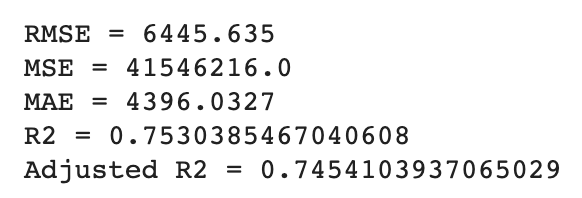 RMSE = 6445.635
MSE = 41546216.0
MAE = 4396.0327
R2 = 0.7530385467040608
Adjusted R2 = 0.7454103937065029